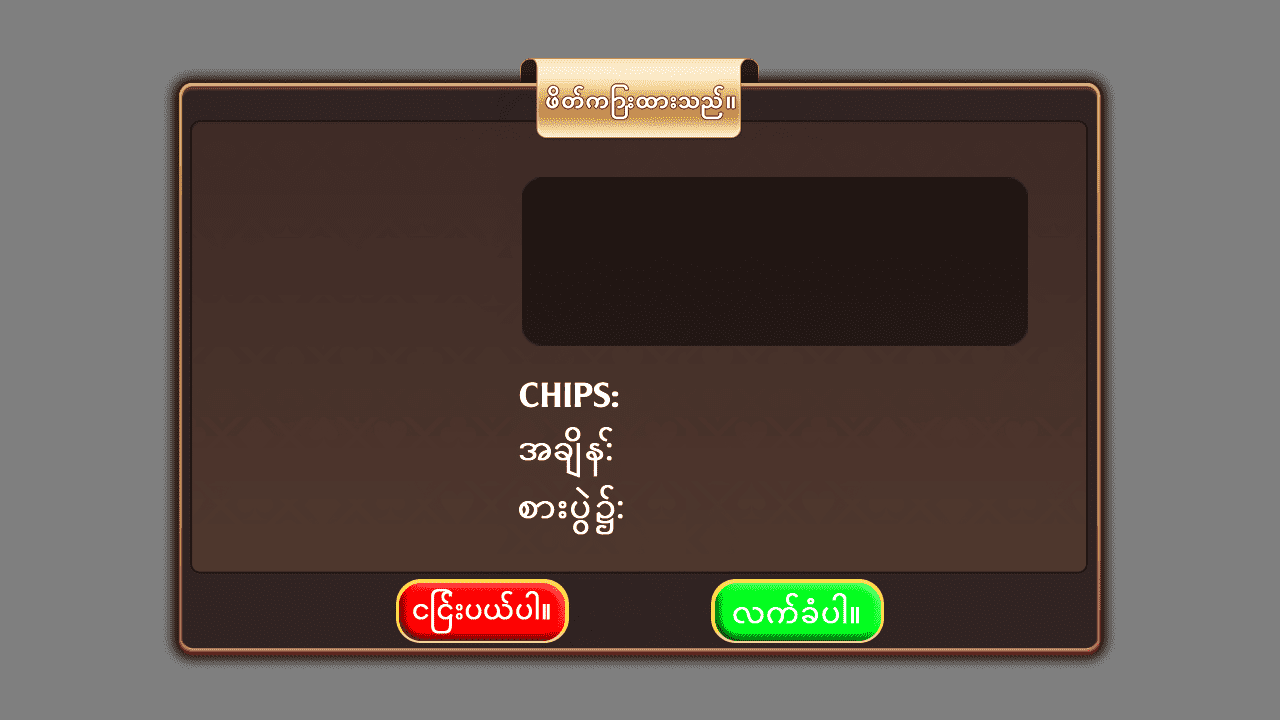 ဖိတ်ကြားထားသည်။
CHIPS:
အချိန်:
စားပွဲ၌:
ငြင်းပယ်ပါ။
လက်ခံပါ။